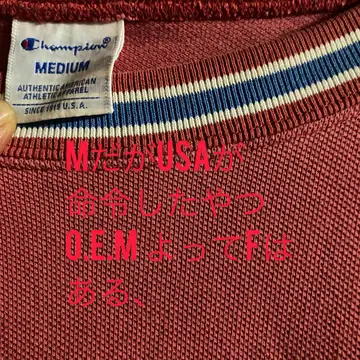 Champion
MEDIUM
AUTHENTIC AMERICAN
ATHLETIC APPAREL
SINCE 1919 U.S.A.
MだがUSAが
命令したやつ
O.E.MよってFは
ある、